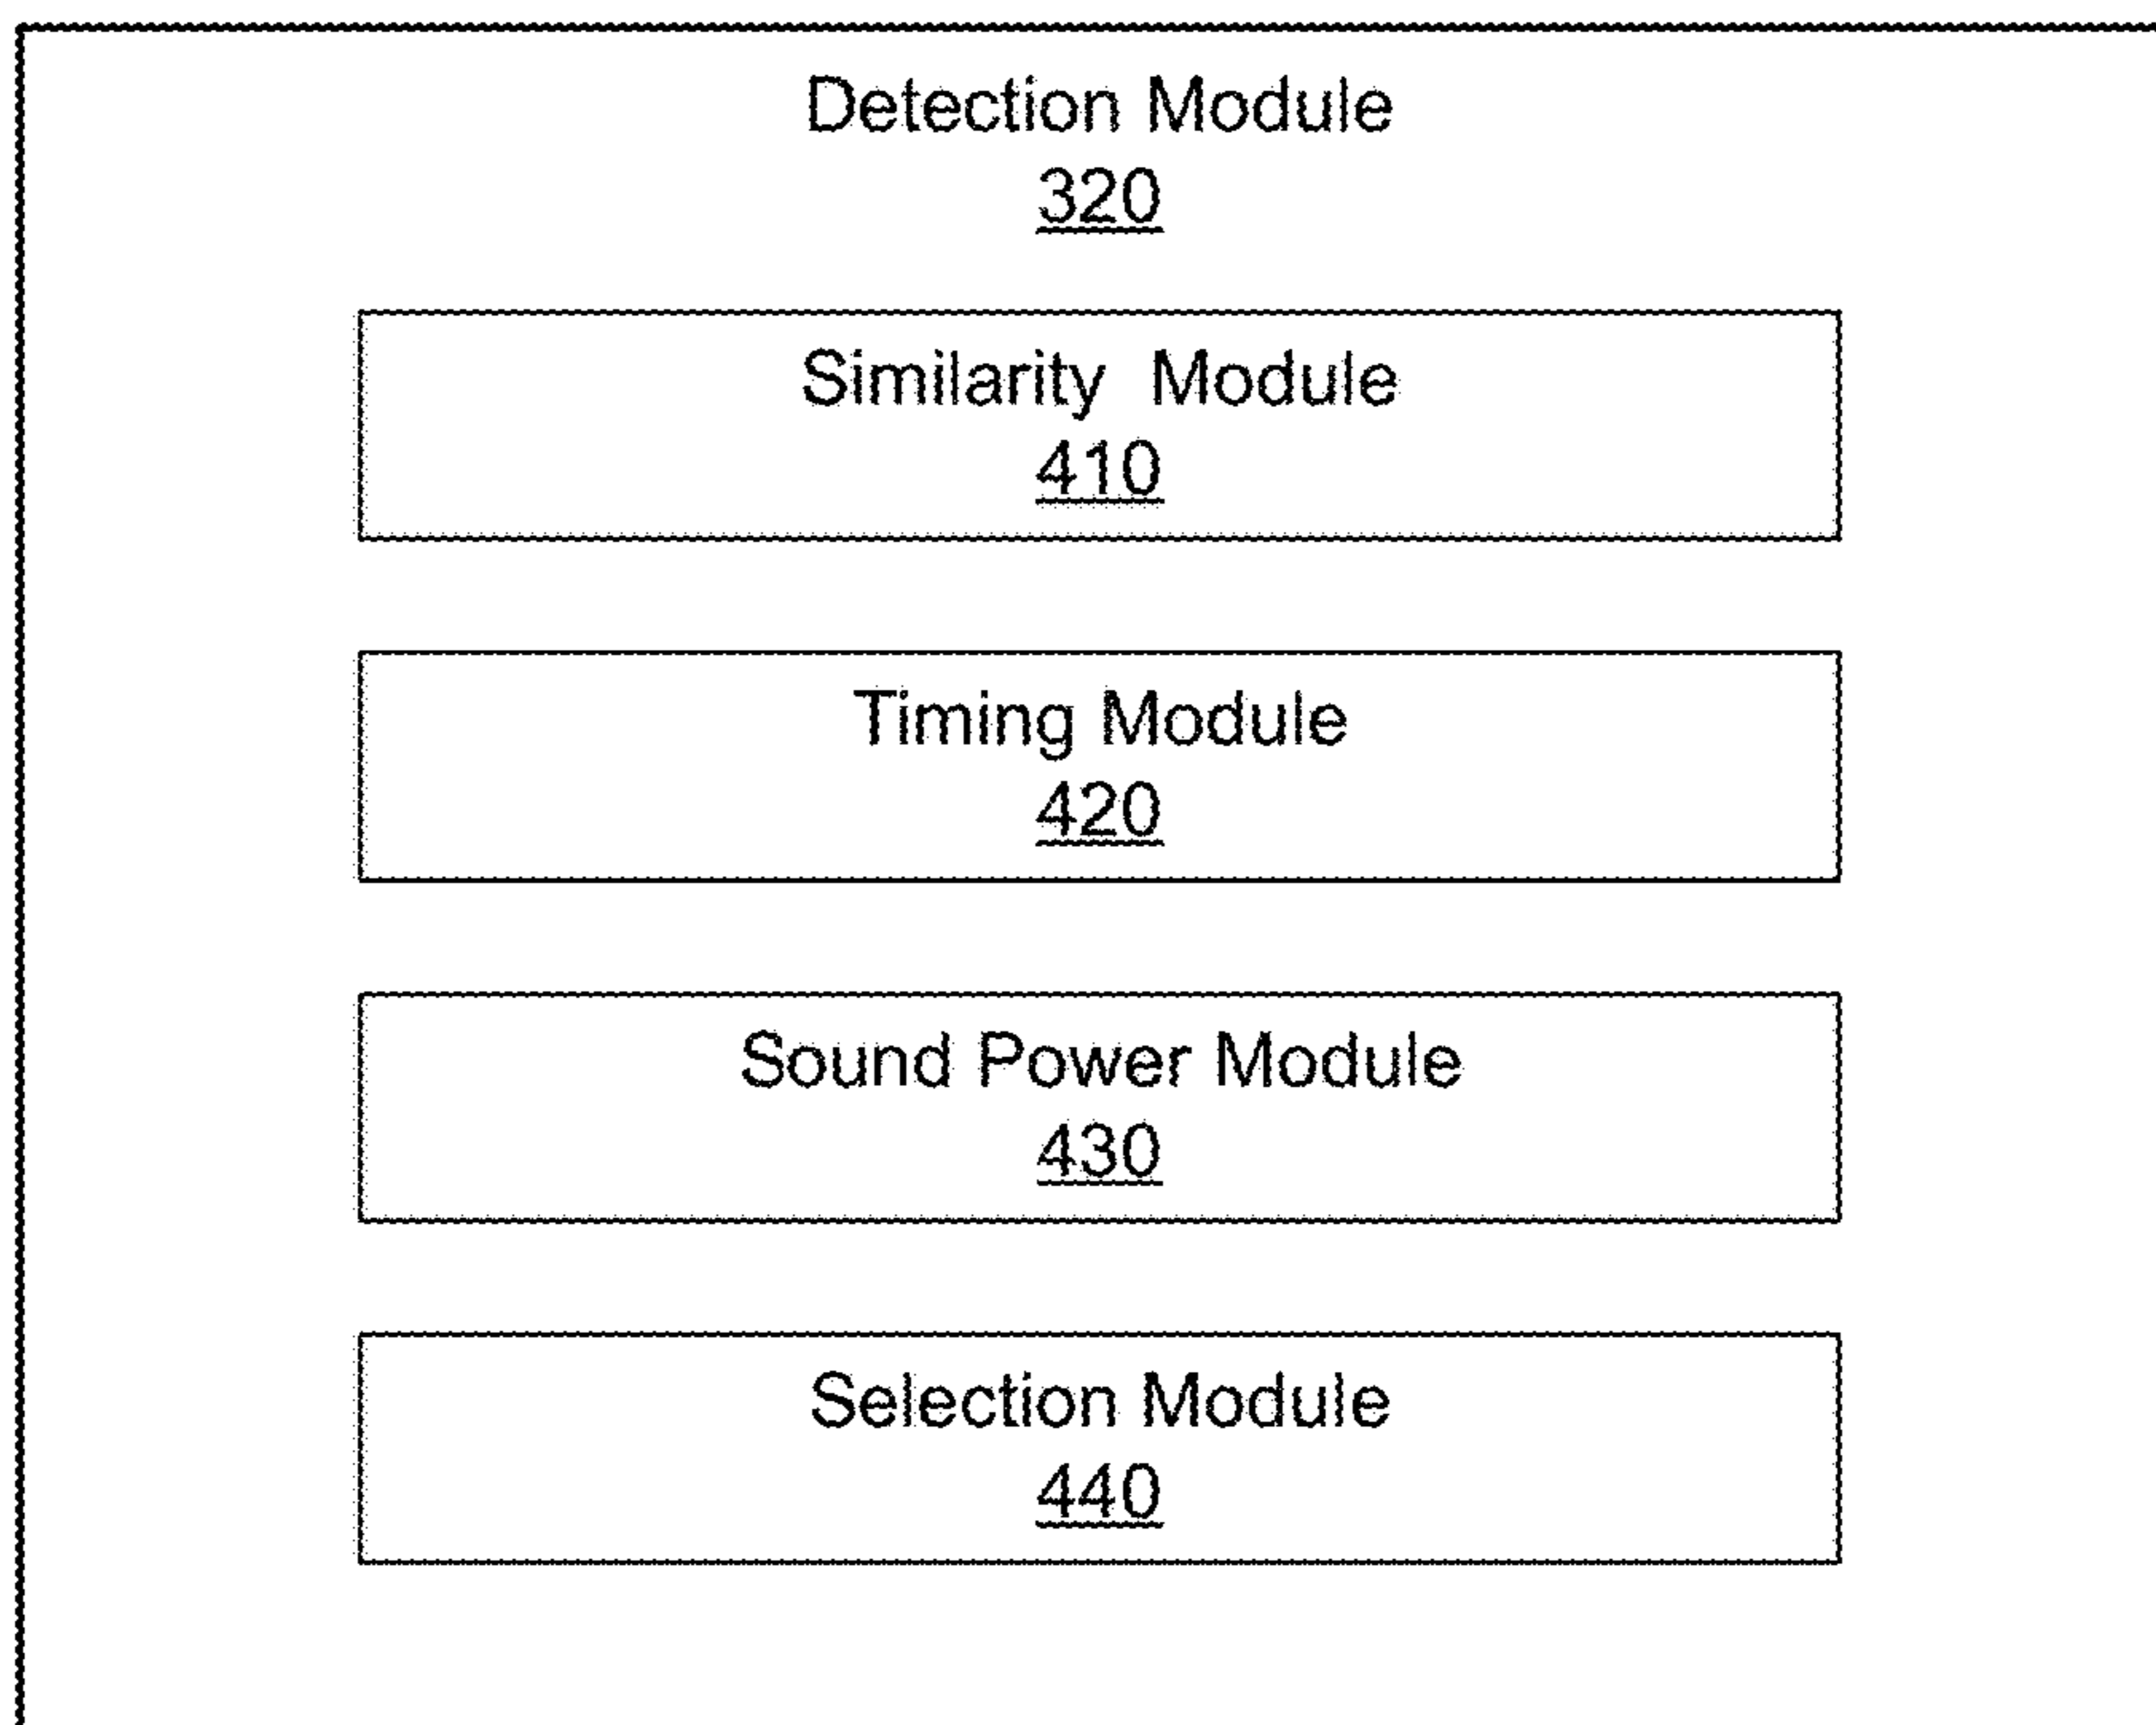 Detection Module
320
Similarity Module
410
Timing Module
420
Sound Power Module
430
Selection Module
440